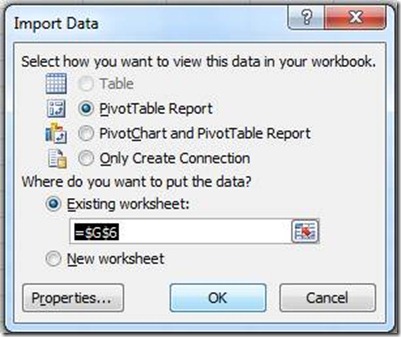 Import Data
Select how you want to view this data in your workbook.
Table
PivotTable Report
PivotChart and PivotTable Report
Only Create Connection
Where do you want to put the data?
Existing worksheet:
=$G$6
New worksheet
Properties... OK Cancel